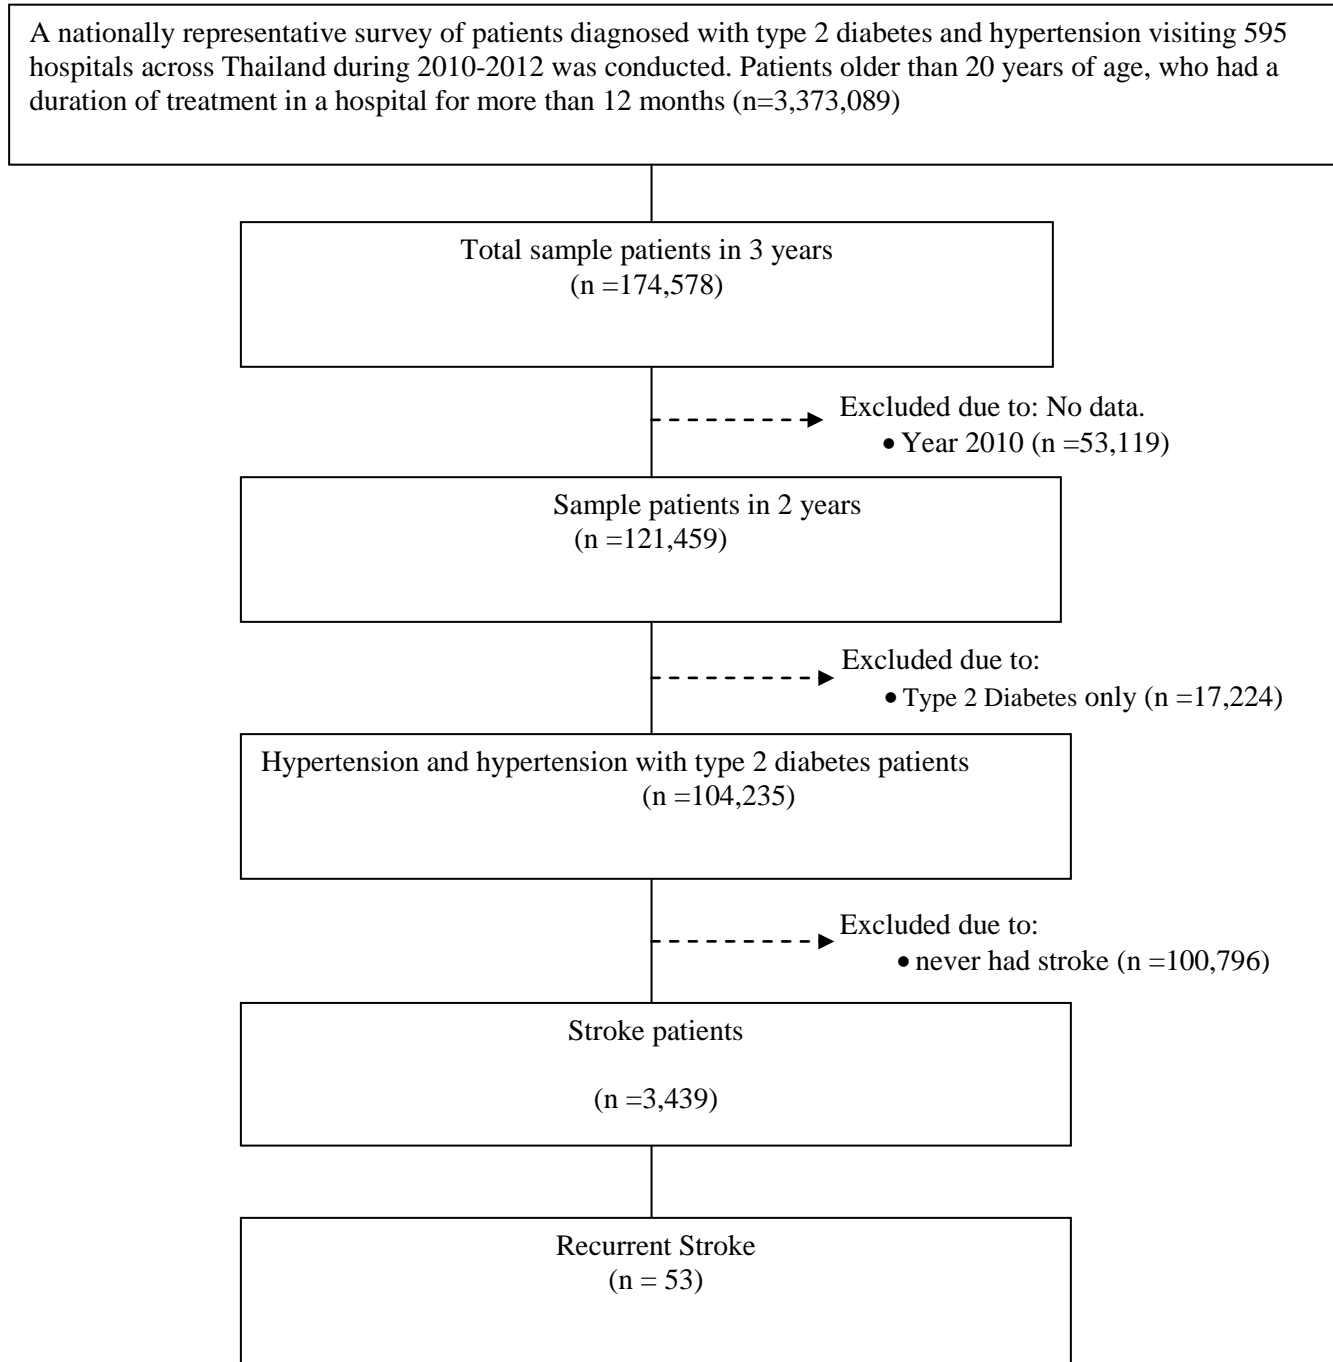 A nationally representative survey of patients diagnosed with type 2 diabetes and hypertension visiting 595
hospitals across Thailand during 2010-2012 was conducted. Patients older than 20 years of age, who had a
duration of treatment in a hospital for more than 12 months (n=3,373,089)
Total sample patients in 3 years
(n =174,578)
Excluded due to: No data.
• Year 2010 (n =53,119)
Sample patients in 2 years
(n =121,459)
Excluded due to:
• Type 2 Diabetes only (n =17,224)
Hypertension and hypertension with type 2 diabetes patients
(n =104,235)
Excluded due to:
• never had stroke (n =100,796)
Stroke patients
(n =3,439)
Recurrent Stroke
(n = 53)